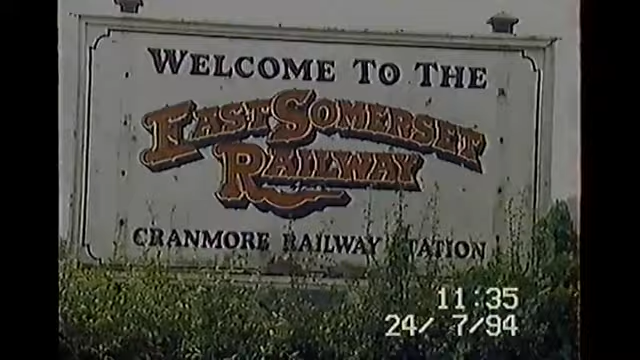 WELCOME TO THE
EAST SOMERSET
RAILWAY
CRANMORE RAILWAY STATION
11:35
24/ 7/94